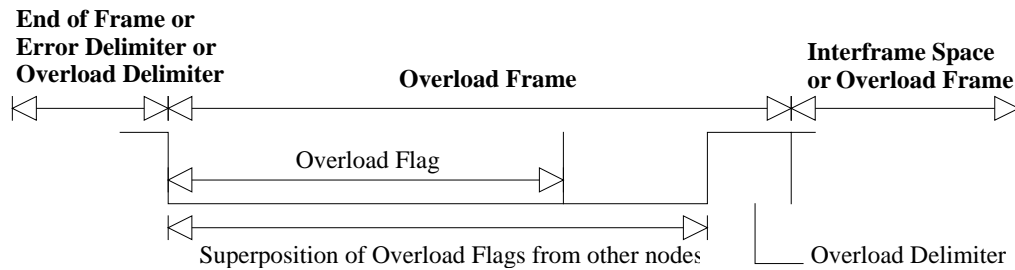 End of Frame or
Error Delimiter or
Overload Delimiter
Overload Frame
Interframe Space
or Overload Frame
Overload Flag
Superposition of Overload Flags from other nodes
Overload Delimiter